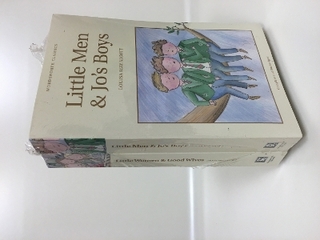 WORDSWORTH CLASSICS
Little Men
& Jo's Boys
LOUISA MAY ALCOTT
Little Men & Jo's Boys
Little Women & Good Wives